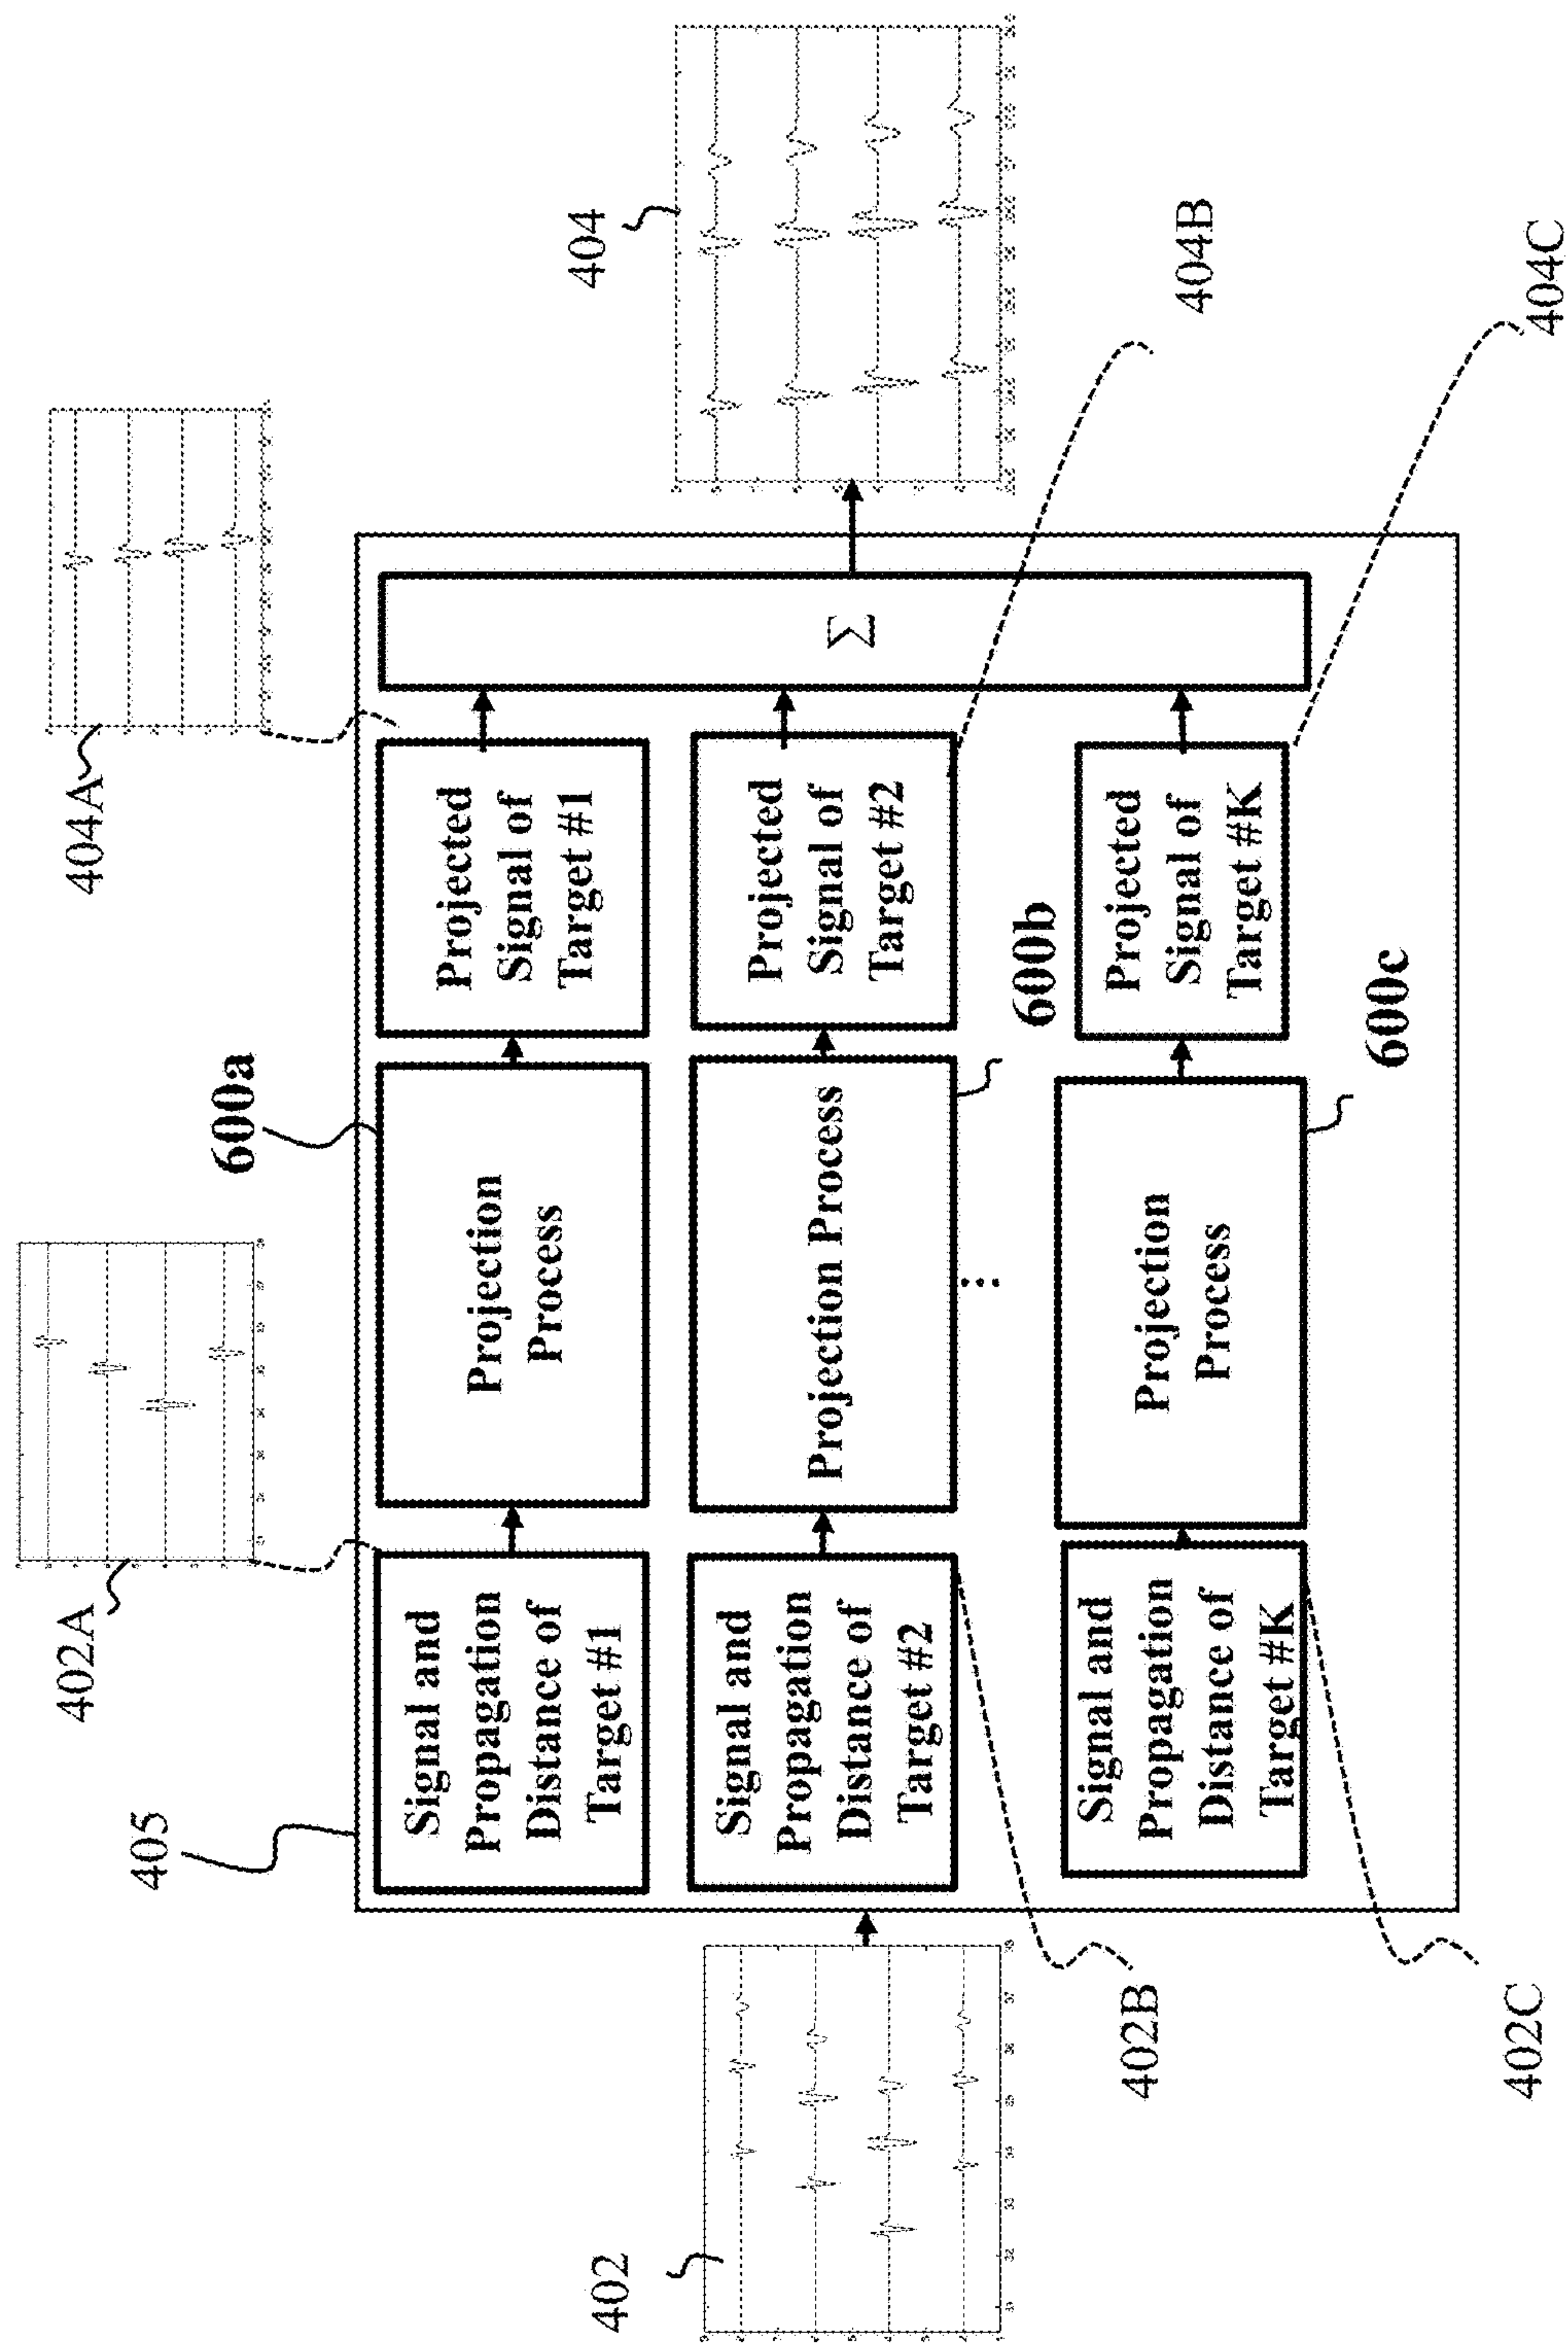 402
402A
402B
402C
405
Signal and
Propagation
Distance of
Target #1
Signal and
Propagation
Distance of
Target #2
Signal and
Propagation
Distance of
Target #K
600a
Projection
Process
Projection Process
600b
⋮
Projection
Process
600c
Projected
Signal of
Target #1
Projected
Signal of
Target #2
Projected
Signal of
Target #K
Σ
404A
404
404B
404C